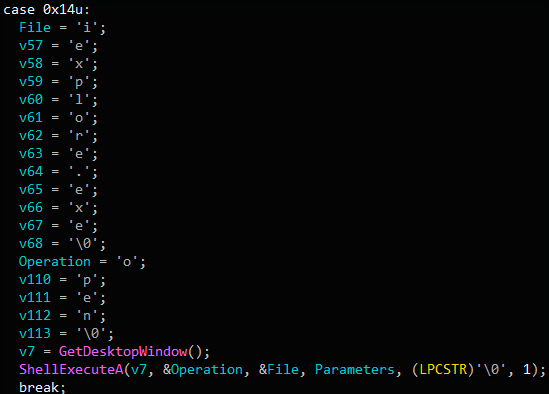 case 0x14u:
File = 'i';
v57 = 'e';
v58 = 'x';
v59 = 'p';
v60 = 'l';
v61 = 'o';
v62 = 'r';
v63 = 'e';
v64 = '.';
v65 = 'e';
v66 = 'x';
v67 = 'e';
v68 = '\0';
Operation = 'o';
v110 = 'p';
v111 = 'e';
v112 = 'n';
v113 = '\0';
v7 = GetDesktopWindow();
ShellExecuteA(v7, &Operation, &File, Parameters, (LPCSTR)'\0', 1);
break;